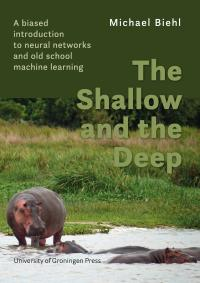 A biased
introduction
to neural networks
and old school
machine learning
Michael Biehl
The
Shallow
and the
Deep
University of Groningen Press